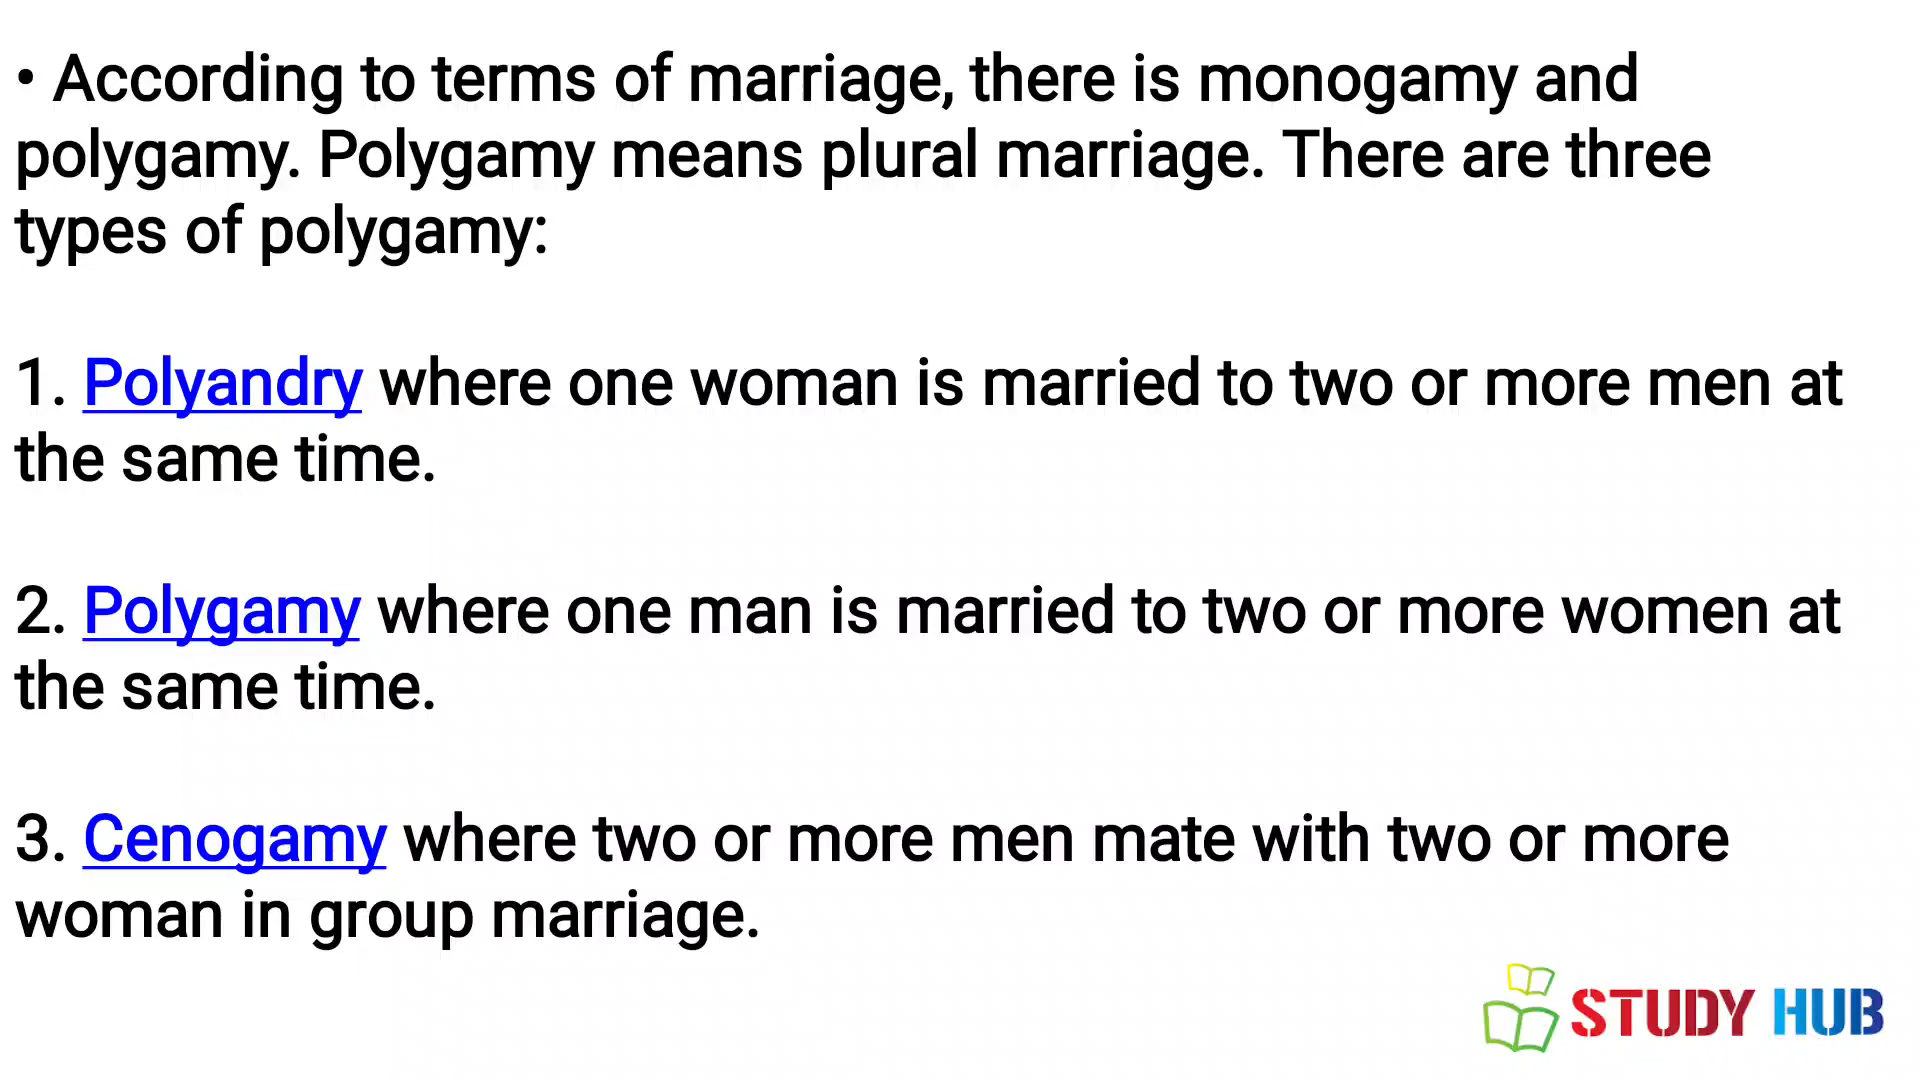 • According to terms of marriage, there is monogamy and
polygamy. Polygamy means plural marriage. There are three
types of polygamy:
1. Polyandry where one woman is married to two or more men at
the same time.
2. Polygamy where one man is married to two or more women at
the same time.
3. Cenogamy where two or more men mate with two or more
woman in group marriage.
STUDY HUB